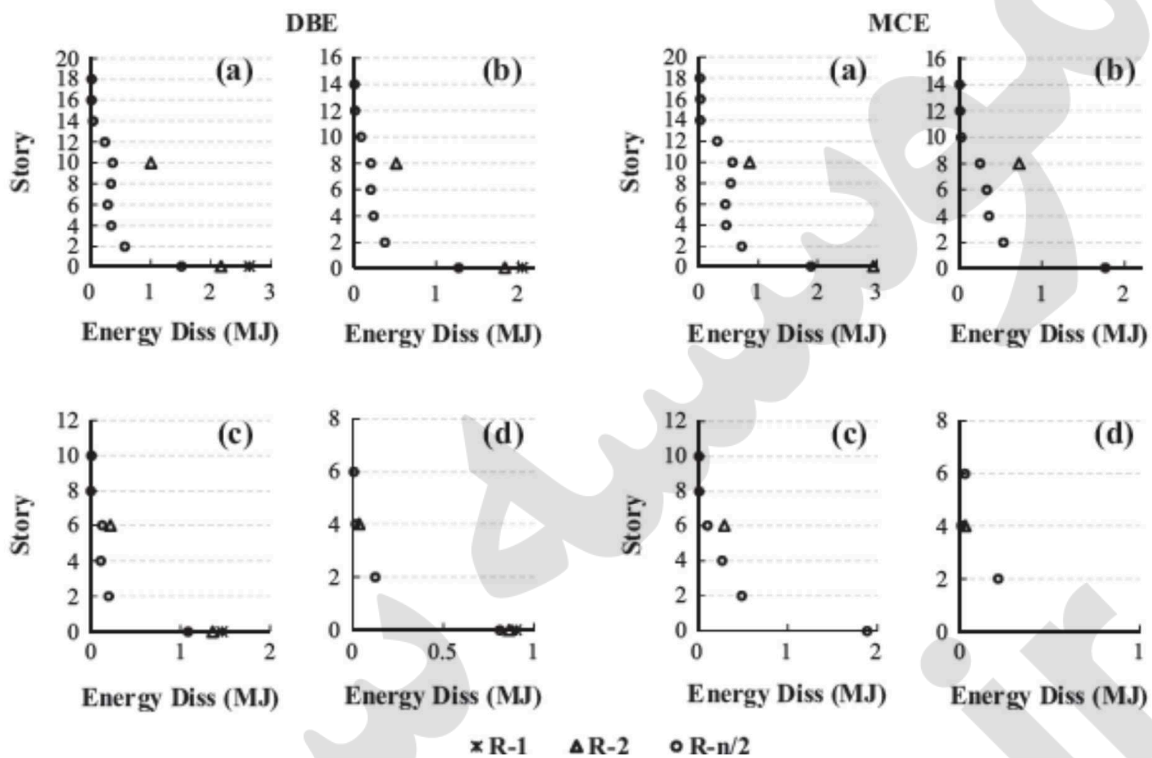 DBE MCE
(a) (b) (a) (b)
20 18 16 14 12 10 8 6 4 2 0
16 14 12 10 8 6 4 2 0
20 18 16 14 12 10 8 6 4 2 0
16 14 12 10 8 6 4 2 0
Story Story
0 1 2 3 0 1 2 0 1 2 3 0 1 2
Energy Diss (MJ) Energy Diss (MJ) Energy Diss (MJ) Energy Diss (MJ)
(c) (d) (c) (d)
12 10 8 6 4 2 0
8 6 4 2 0
12 10 8 6 4 2 0
8 6 4 2 0
Story Story
0 1 2 0 0.5 1 0 1 2 0 1
Energy Diss (MJ) Energy Diss (MJ) Energy Diss (MJ) Energy Diss (MJ)
R-1 R-2 R-n/2